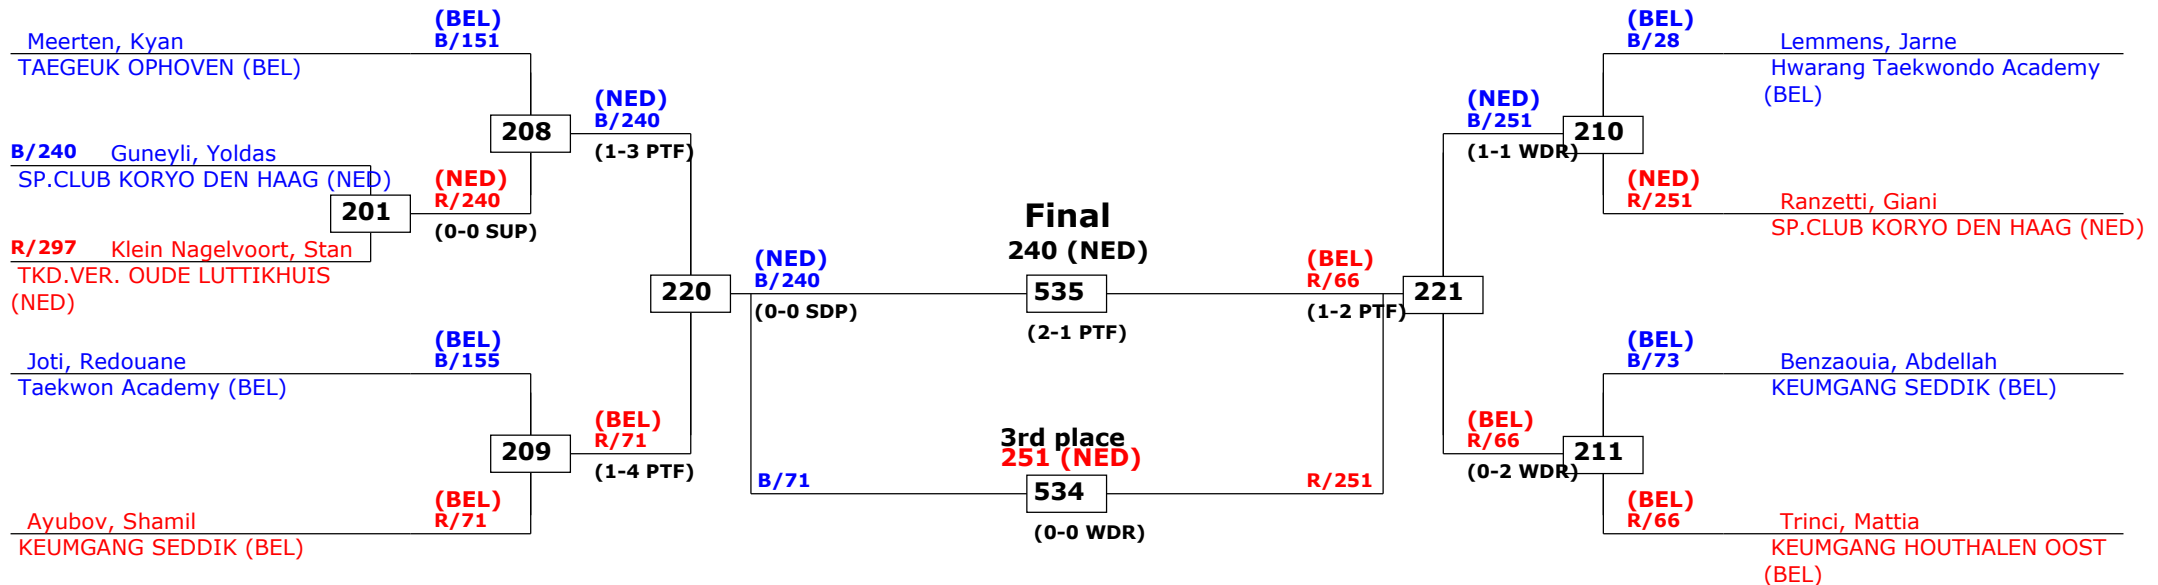 (BEL)
Meerten, Kyan B/151
TAEGEUK OPHOVEN (BEL)
208
(NED)
B/240
(1-3 PTF)
B/240 Guneyli, Yoldas
SP.CLUB KORYO DEN HAAG (NED)
201
(NED)
R/240
(0-0 SUP)
R/297 Klein Nagelvoort, Stan
TKD.VER. OUDE LUTTIKHUIS
(NED)
220
(NED)
B/240
(0-0 SDP)
(BEL)
Joti, Redouane B/155
Taekwon Academy (BEL)
209
(BEL)
R/71
(1-4 PTF)
(BEL)
Ayubov, Shamil R/71
KEUMGANG SEDDIK (BEL)
Final
240 (NED)
535
(2-1 PTF)
3rd place
251 (NED)
B/71
534
R/251
(0-0 WDR)
(BEL)
R/66
(1-2 PTF)
221
(BEL)
B/28 Lemmens, Jarne
Hwarang Taekwondo Academy
(BEL)
(NED)
B/251
(1-1 WDR)
210
(NED)
R/251 Ranzetti, Giani
SP.CLUB KORYO DEN HAAG (NED)
(BEL)
B/73 Benzaouia, Abdellah
KEUMGANG SEDDIK (BEL)
(BEL)
R/66
(0-2 WDR)
211
(BEL)
R/66 Trinci, Mattia
KEUMGANG HOUTHALEN OOST
(BEL)